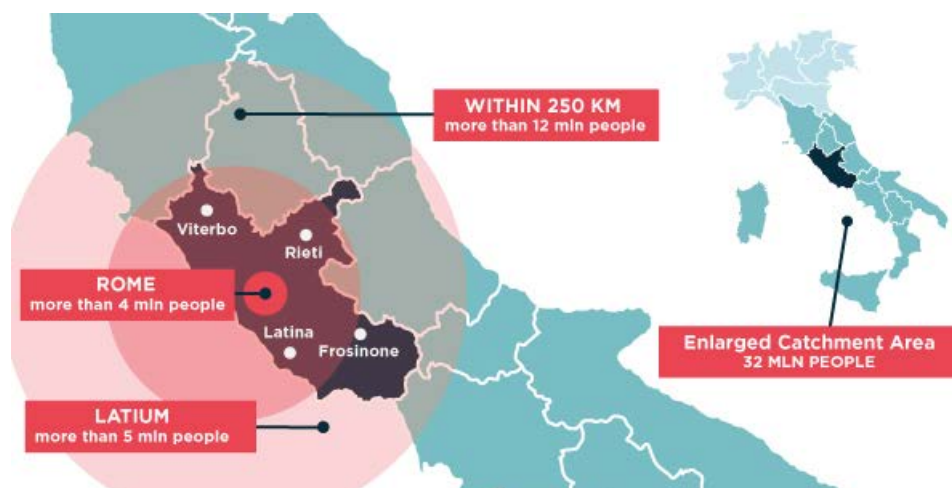 WITHIN 250 KM
more than 12 mln people
Viterbo
Rieti
ROME
more than 4 mln people
Latina
Frosinone
Enlarged Catchment Area
32 MLN PEOPLE
LATIUM
more than 5 mln people